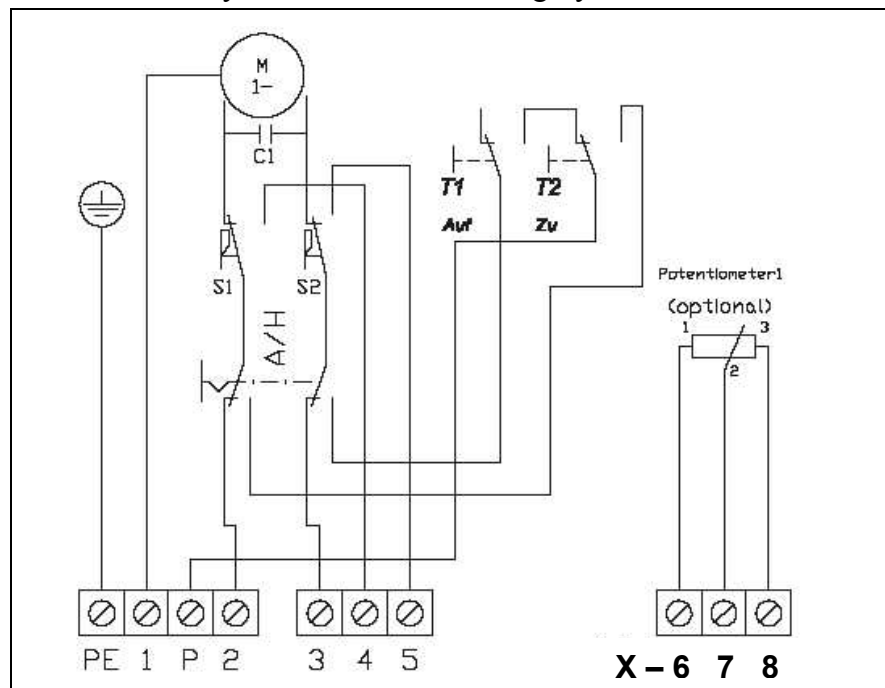 M
1~
C1
T1
T2
Auf
Zu
S1
S2
A/H
Potentiometer1
(optional)
1
3
2
PE 1 P 2 3 4 5
X – 6 7 8